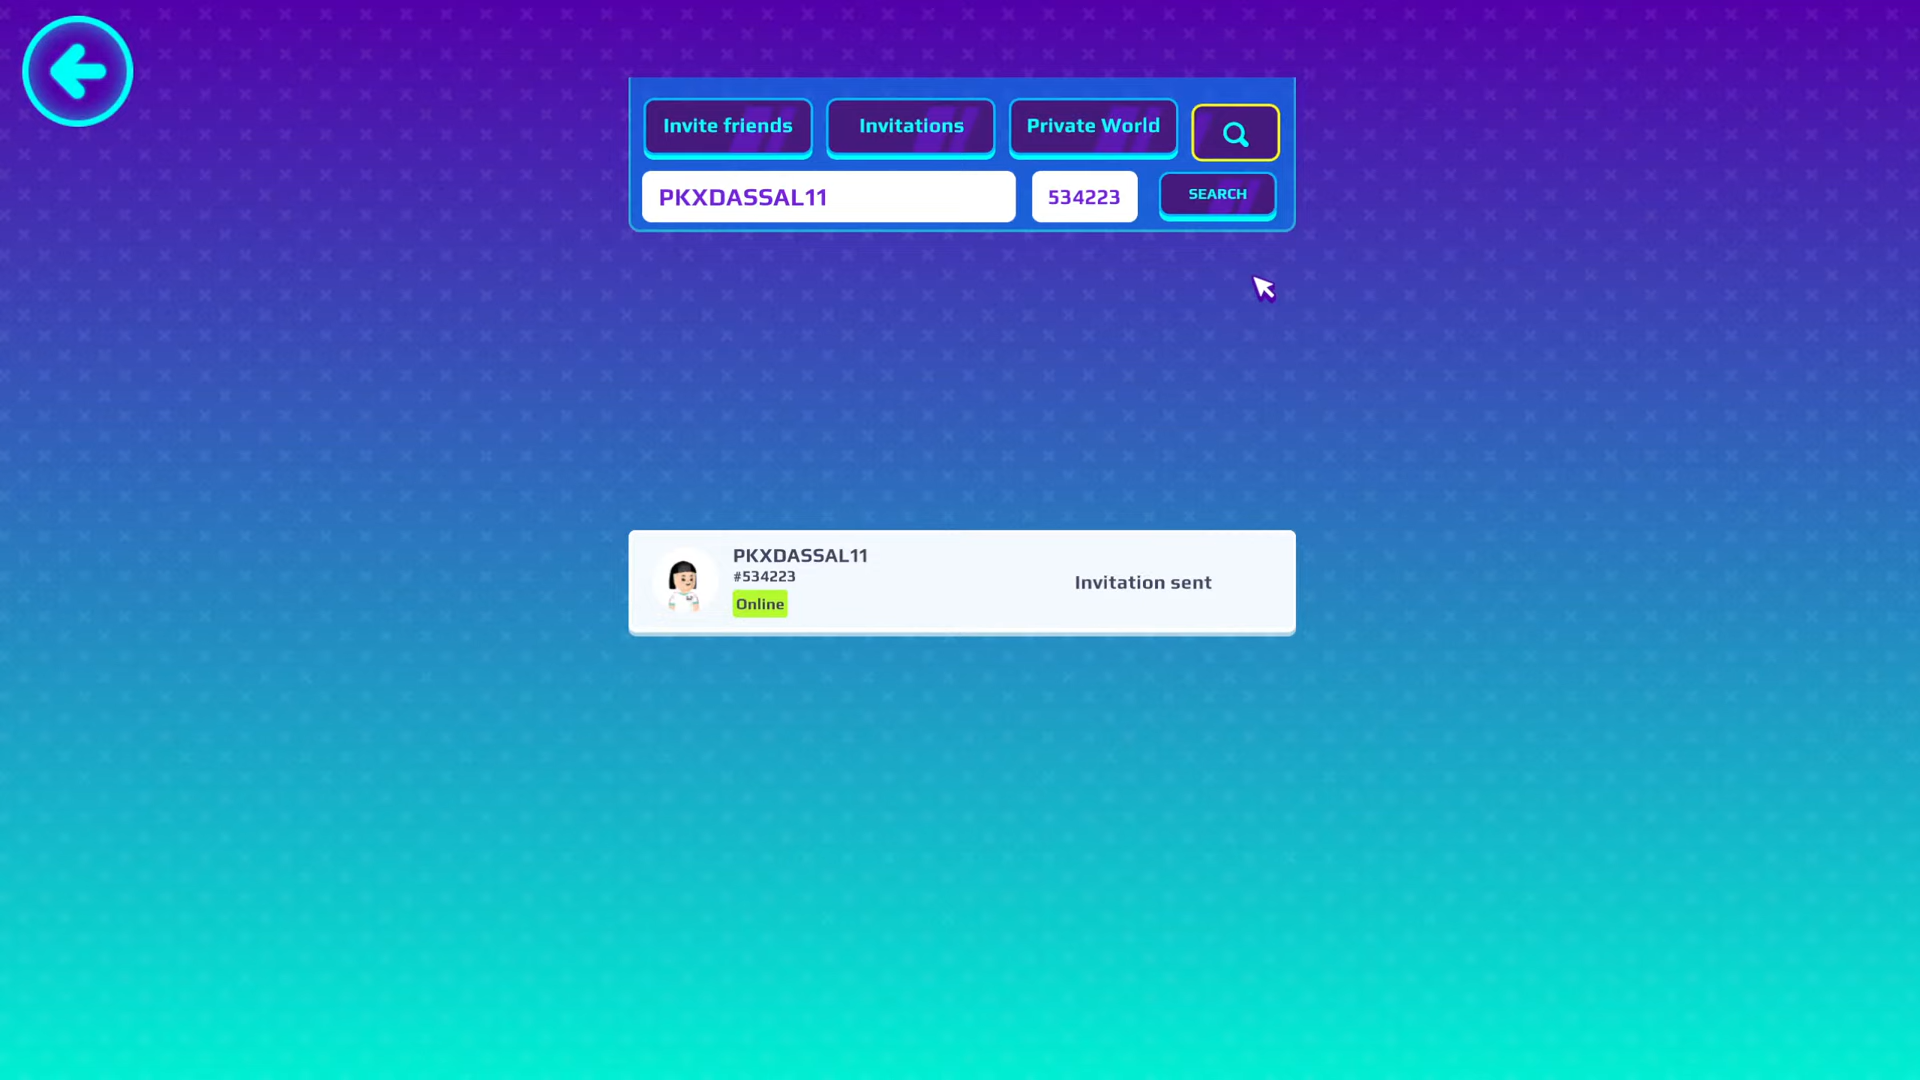 Invite friends
Invitations
Private World
PKXDASSAL11
534223
SEARCH
PKXDASSAL11
#534223
Online
Invitation sent